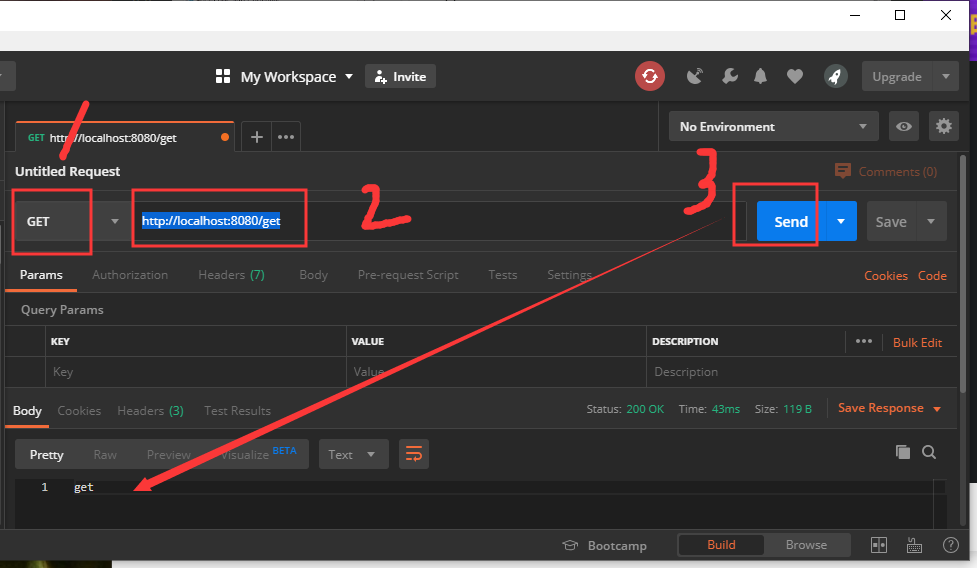 My Workspace Invite Upgrade
GET http://localhost:8080/get No Environment
1
Untitled Request Comments (0)
3
GET http://localhost:8080/get 2 Send Save
Params Authorization Headers (7) Body Pre-request Script Tests Settings Cookies Code
Query Params
KEY VALUE DESCRIPTION Bulk Edit
Key Value Description
Body Cookies Headers (3) Test Results Status: 200 OK Time: 43ms Size: 119 B Save Response
Pretty Raw Preview Visualize BETA Text
1 get
Bootcamp Build Browse